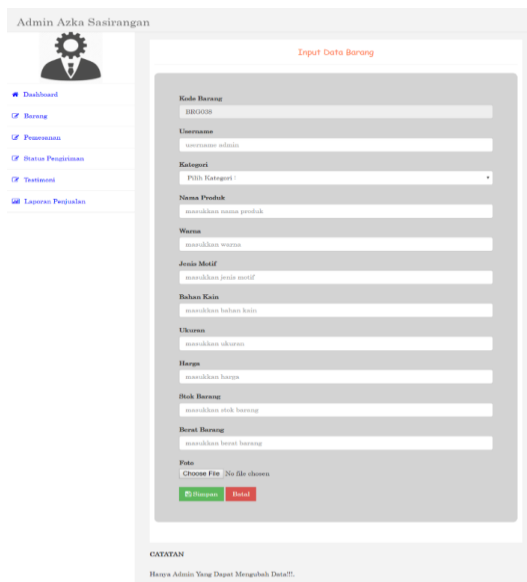 Admin Azka Sasirangan
Dashboard
Barang
Pemesanan
Status Pengiriman
Testimoni
Laporan Penjualan
Input Data Barang
Kode Barang
BRG038
Username
username admin
Kategori
Pilih Kategori :
Nama Produk
masukkan nama produk
Warna
masukkan warna
Jenis Motif
masukkan jenis motif
Bahan Kain
masukkan bahan kain
Ukuran
masukkan ukuran
Harga
masukkan harga
Stok Barang
masukkan stok barang
Berat Barang
masukkan berat barang
Foto
Choose File No file chosen
Simpan Batal
CATATAN
Hanya Admin Yang Dapat Mengubah Data!!!.